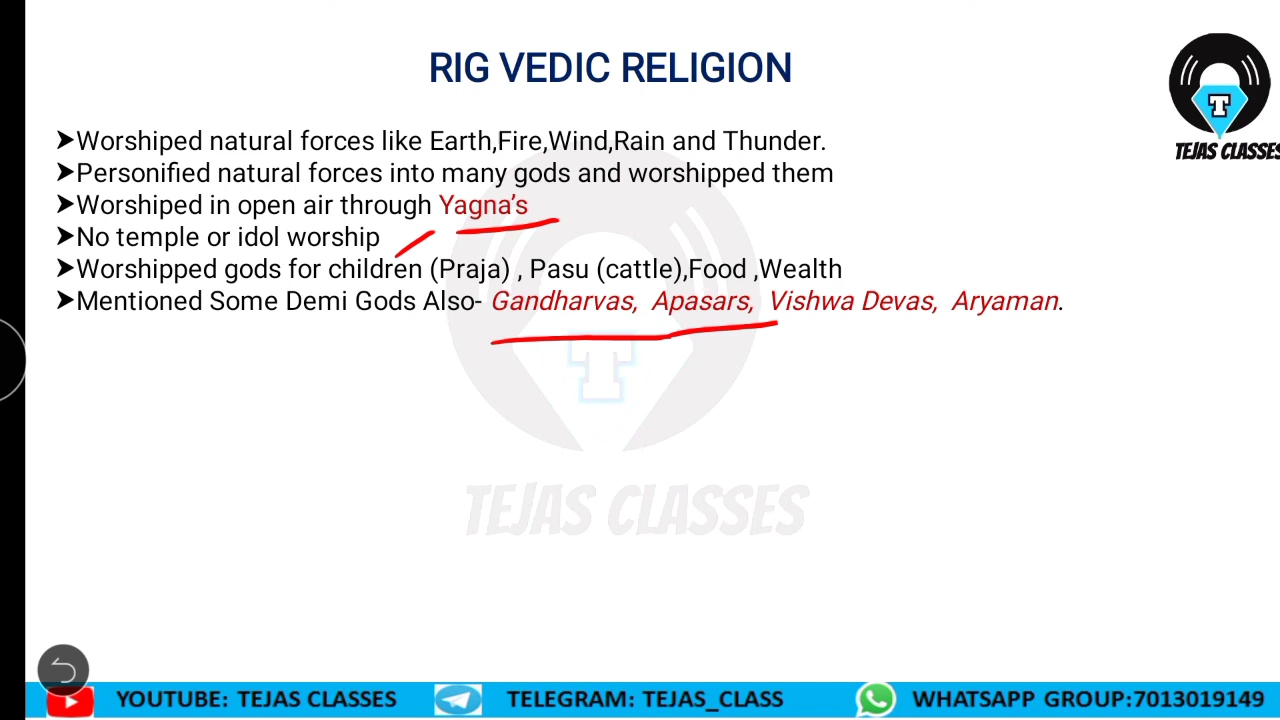 RIG VEDIC RELIGION
T
TEJAS CLASSES
➤Worshiped natural forces like Earth,Fire,Wind,Rain and Thunder.
➤Personified natural forces into many gods and worshipped them
➤Worshiped in open air through Yagna’s
➤No temple or idol worship
➤Worshipped gods for children (Praja) , Pasu (cattle),Food ,Wealth
➤Mentioned Some Demi Gods Also- Gandharvas, Apasars, Vishwa Devas, Aryaman.
T
TEJAS CLASSES
YOUTUBE: TEJAS CLASSES TELEGRAM: TEJAS_CLASS WHATSAPP GROUP:7013019149